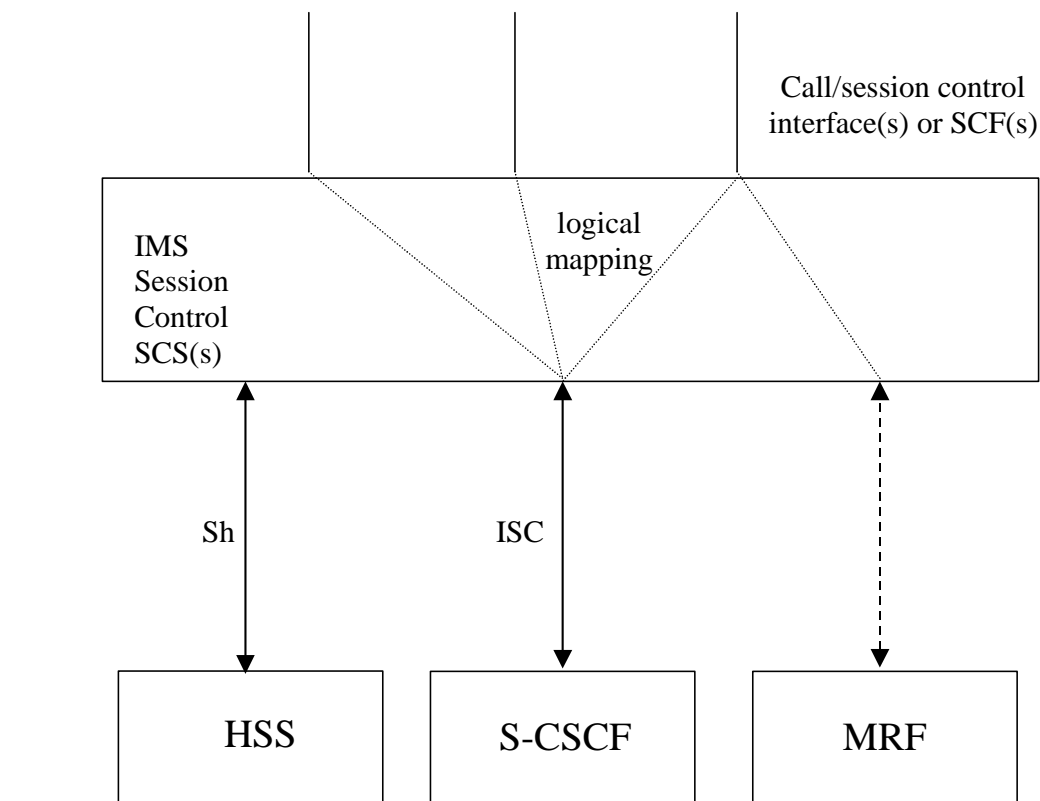 Call/session control
interface(s) or SCF(s)
logical
mapping
IMS
Session
Control
SCS(s)
Sh
ISC
HSS
S-CSCF
MRF